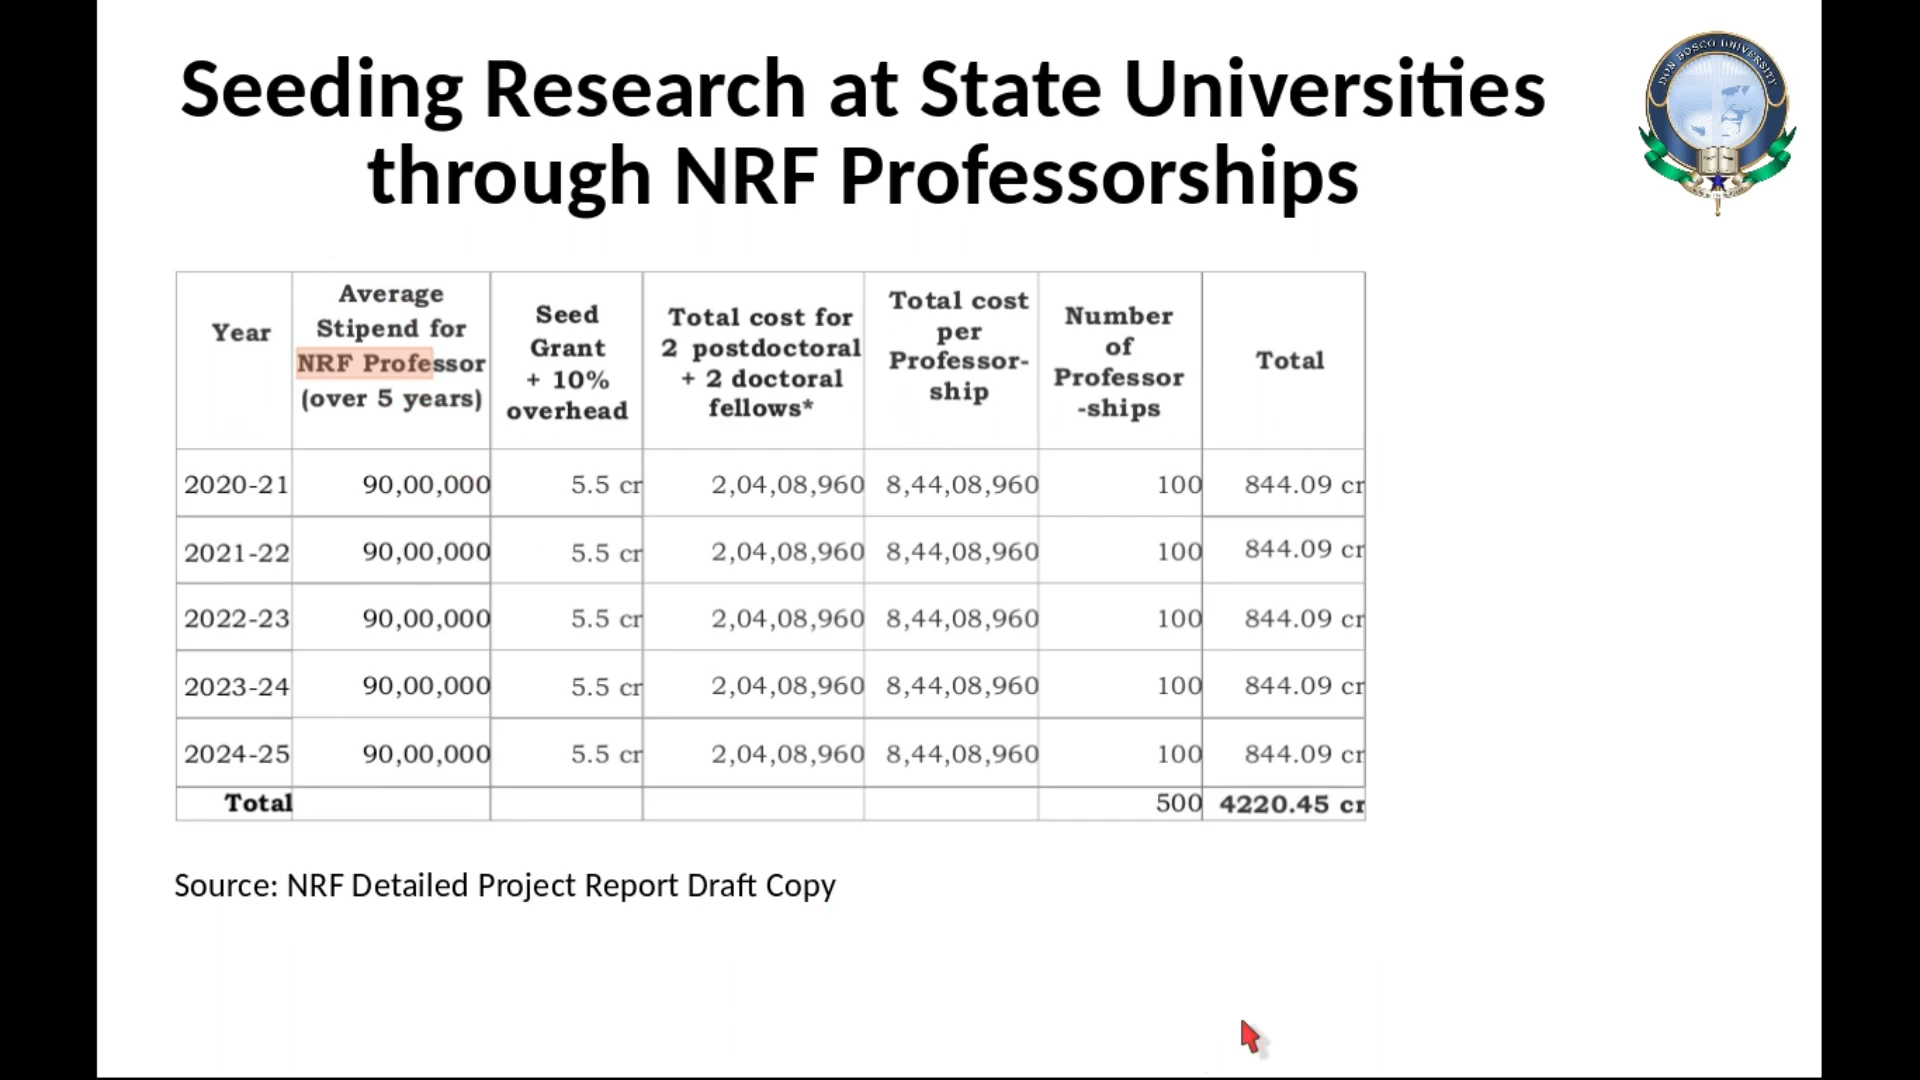 Seeding Research at State Universities
through NRF Professorships
DON BOSCO UNIVERSITY
Year
Average
Stipend for
NRF Professor
(over 5 years)
Seed
Grant
+ 10%
overhead
Total cost for
2 postdoctoral
+ 2 doctoral
fellows*
Total cost
per
Professor-
ship
Number
of
Professor
-ships
Total
2020-21 90,00,000 5.5 cr 2,04,08,960 8,44,08,960 100 844.09 cr
2021-22 90,00,000 5.5 cr 2,04,08,960 8,44,08,960 100 844.09 cr
2022-23 90,00,000 5.5 cr 2,04,08,960 8,44,08,960 100 844.09 cr
2023-24 90,00,000 5.5 cr 2,04,08,960 8,44,08,960 100 844.09 cr
2024-25 90,00,000 5.5 cr 2,04,08,960 8,44,08,960 100 844.09 cr
Total 500 4220.45 cr
Source: NRF Detailed Project Report Draft Copy